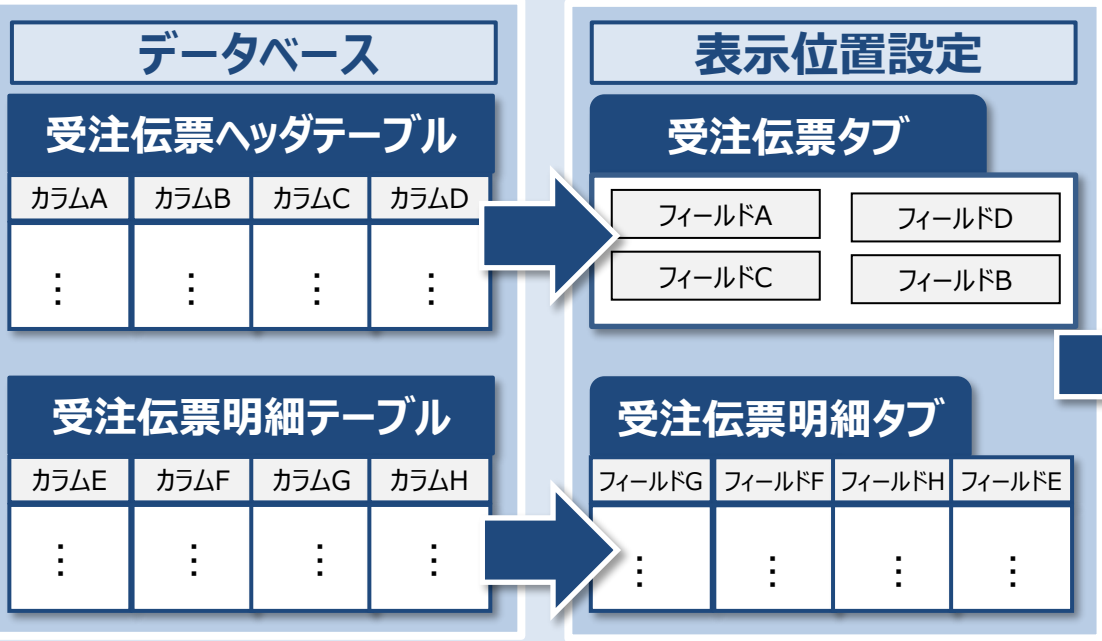 データベース
受注伝票ヘッダテーブル
カラムA カラムB カラムC カラムD
⋮ ⋮ ⋮ ⋮
受注伝票明細テーブル
カラムE カラムF カラムG カラムH
⋮ ⋮ ⋮ ⋮
表示位置設定
受注伝票タブ
フィールドA フィールドD
フィールドC フィールドB
受注伝票明細タブ
フィールドG フィールドF フィールドH フィールドE
⋮ ⋮ ⋮ ⋮